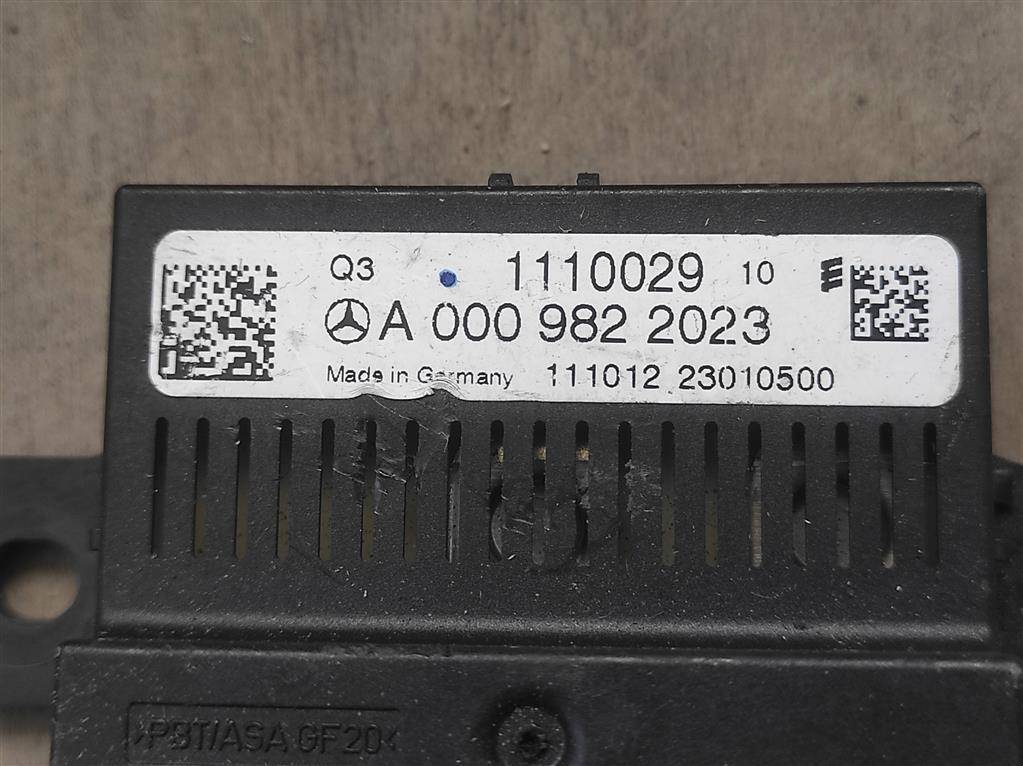 Q3 1110029 10
A 000 982 2023
Made in Germany 111012 23010500
>PBT/ASA GF20<